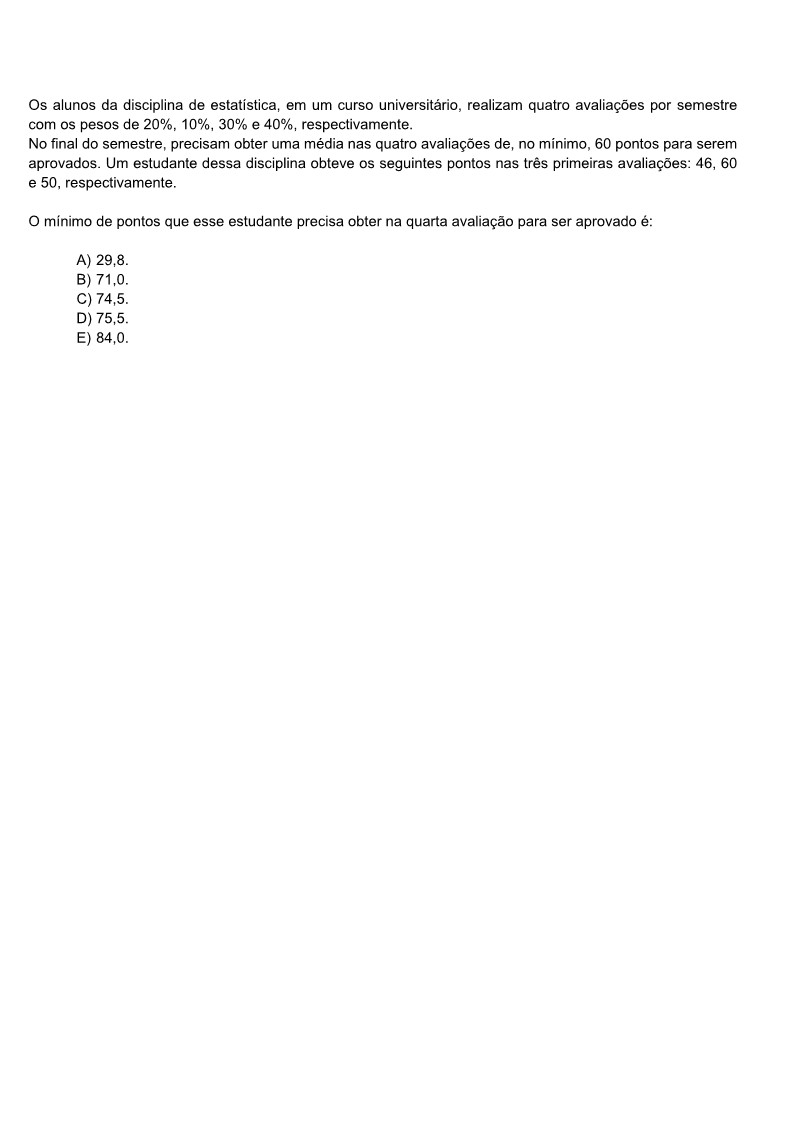 Os alunos da disciplina de estatística, em um curso universitário, realizam quatro avaliações por semestre
com os pesos de 20%, 10%, 30% e 40%, respectivamente.
No final do semestre, precisam obter uma média nas quatro avaliações de, no mínimo, 60 pontos para serem
aprovados. Um estudante dessa disciplina obteve os seguintes pontos nas três primeiras avaliações: 46, 60
e 50, respectivamente.
O mínimo de pontos que esse estudante precisa obter na quarta avaliação para ser aprovado é:
A) 29,8.
B) 71,0.
C) 74,5.
D) 75,5.
E) 84,0.